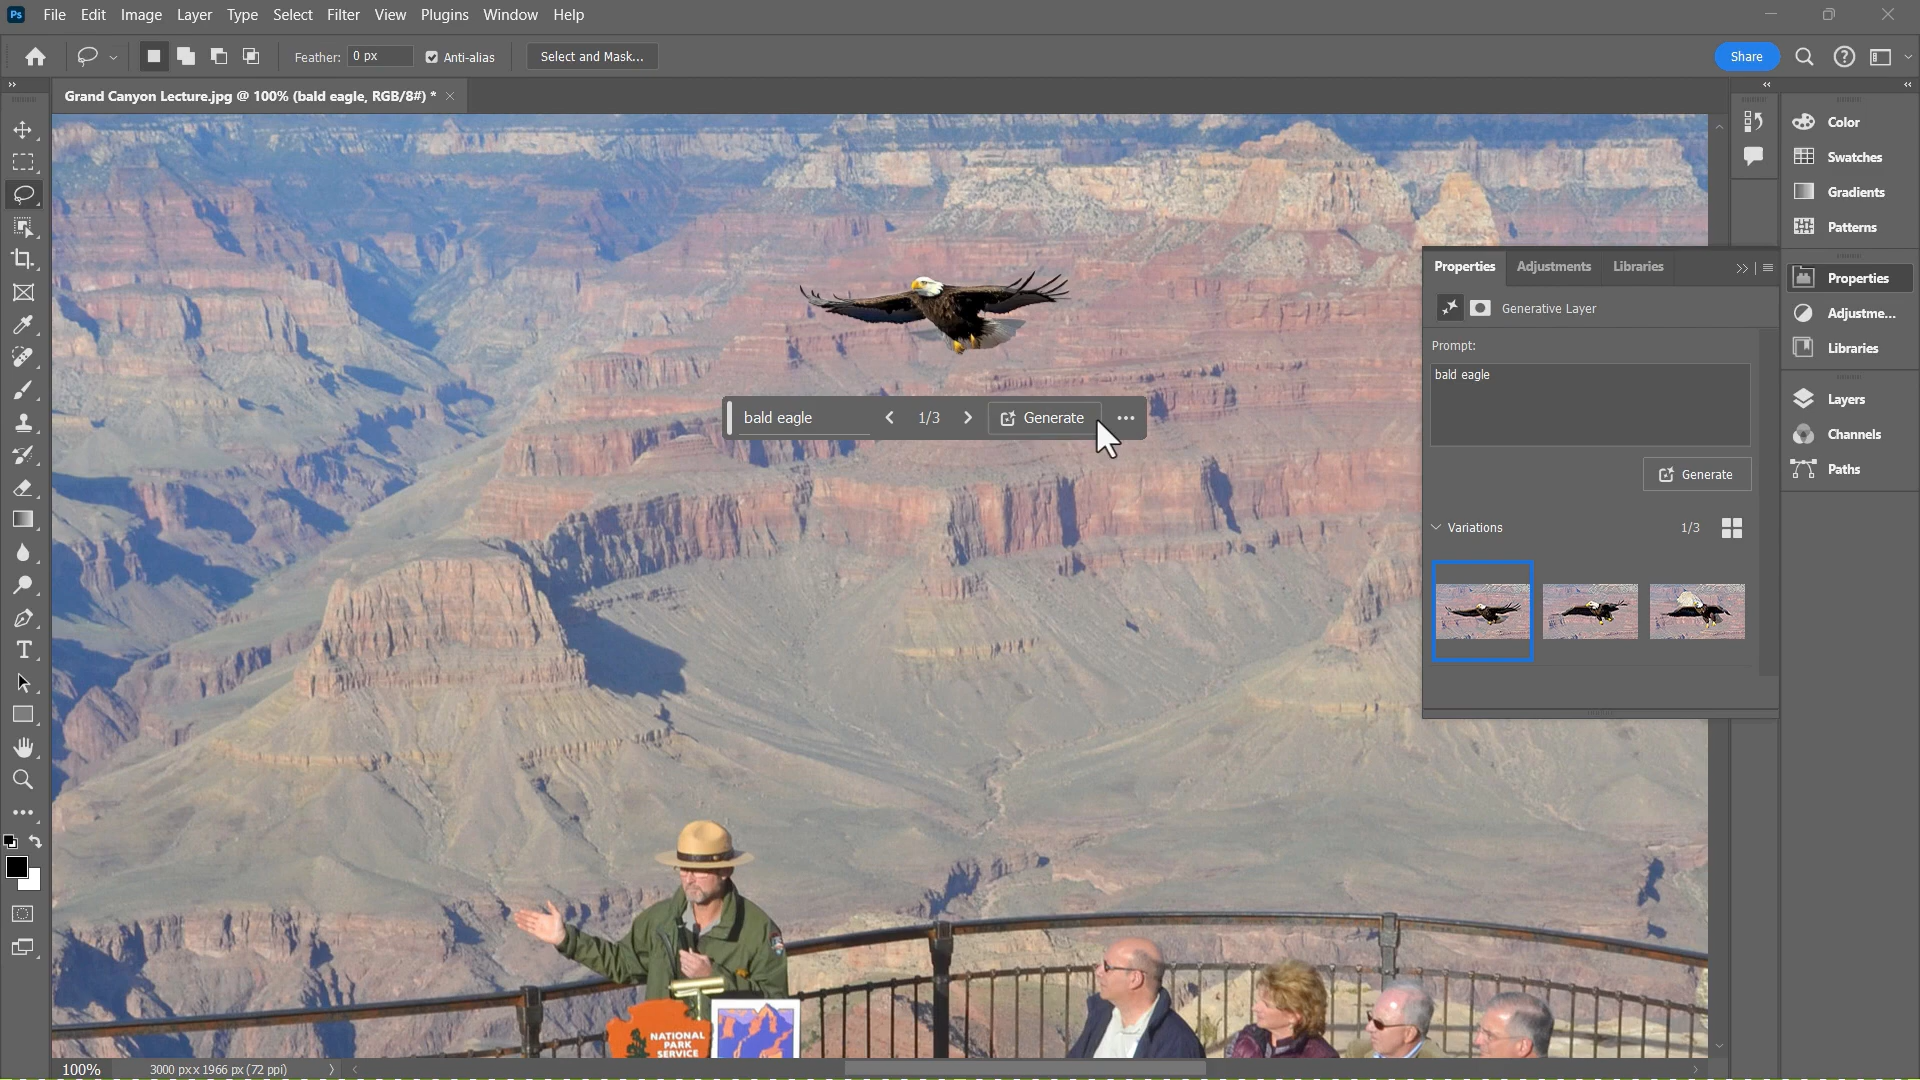 Ps File Edit Image Layer Type Select Filter View Plugins Window Help
Feather: 0 px Anti-alias Select and Mask... Share
Grand Canyon Lecture.jpg @ 100% (bald eagle, RGB/8#) *
Color
Swatches
Gradients
Patterns
Properties
Adjustme...
Libraries
Layers
Channels
Paths
Properties Adjustments Libraries
Generative Layer
Prompt:
bald eagle
Generate
Variations 1/3
bald eagle 1/3 Generate
NATIONAL
PARK
SERVICE
100% 3000 px x 1966 px (72 ppi)